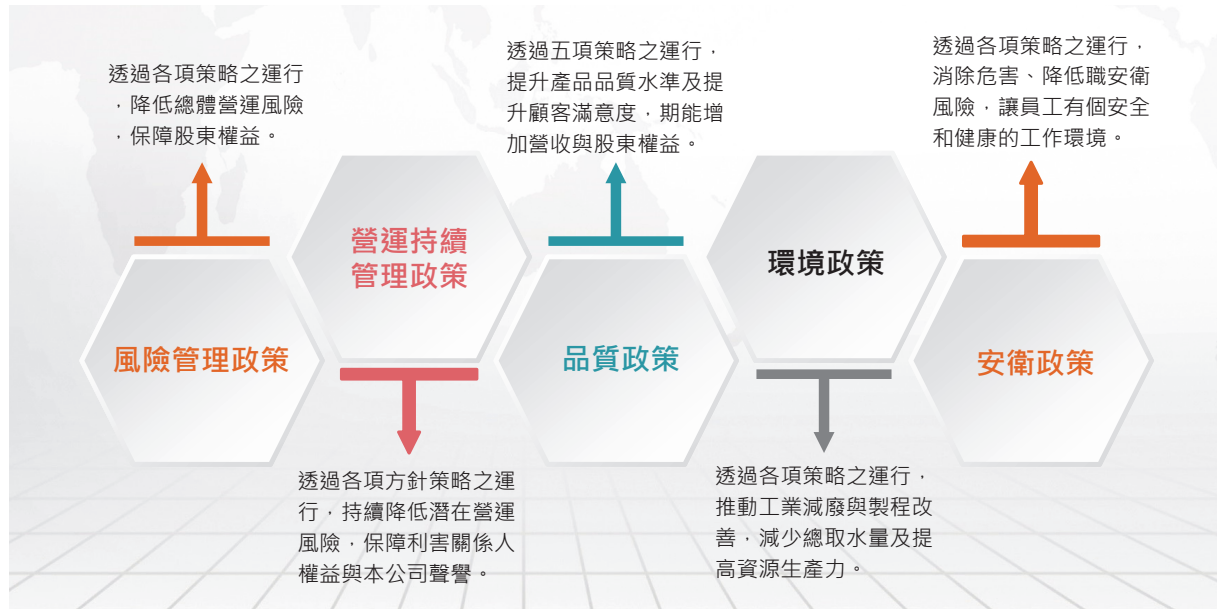 透過各項策略之運行
，降低總體營運風險
，保障股東權益。
風險管理政策
營運持續
管理政策
透過各項方針策略之運
行，持續降低潛在營運
風險，保障利害關係人
權益與本公司聲譽。
透過五項策略之運行，
提升產品品質水準及提
升顧客滿意度，期能增
加營收與股東權益。
品質政策
環境政策
透過各項策略之運行，
推動工業減廢與製程改
善，減少總取水量及提
高資源生產力。
透過各項策略之運行，
消除危害、降低職安衛
風險，讓員工有個安全
和健康的工作環境。
安衛政策